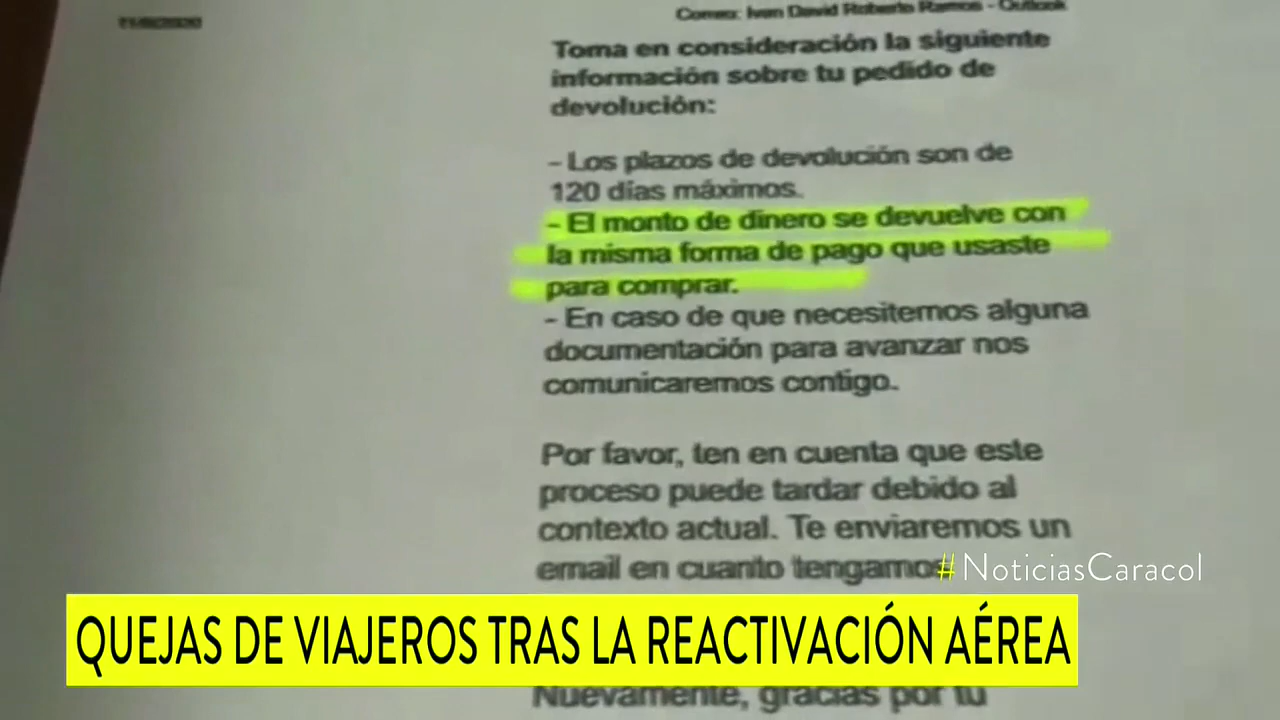 Correo: Ivan David Roberto Ramos - Outlook
Toma en consideración la siguiente
información sobre tu pedido de
devolución:
- Los plazos de devolución son de
120 días máximos.
- El monto de dinero se devuelve con
la misma forma de pago que usaste
para comprar.
- En caso de que necesitemos alguna
documentación para avanzar nos
comunicaremos contigo.
Por favor, ten en cuenta que este
proceso puede tardar debido al
contexto actual. Te enviaremos un
email en cuanto tengamos
#NoticiasCaracol
QUEJAS DE VIAJEROS TRAS LA REACTIVACIÓN AÉREA
Nuevamente, gracias por tu